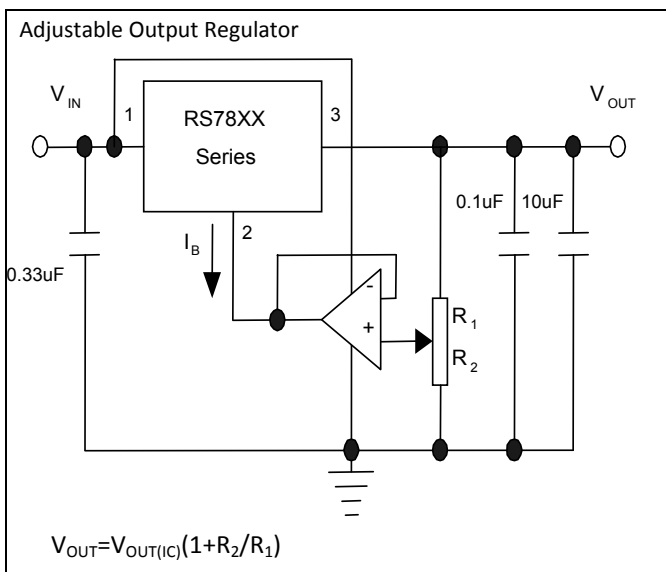 Adjustable Output Regulator
V_IN
1
RS78XX
Series
3
V_OUT
2
I_B
0.33uF
0.1uF
10uF
-
+
R_1
R_2
V_OUT=V_OUT(IC)(1+R_2/R_1)